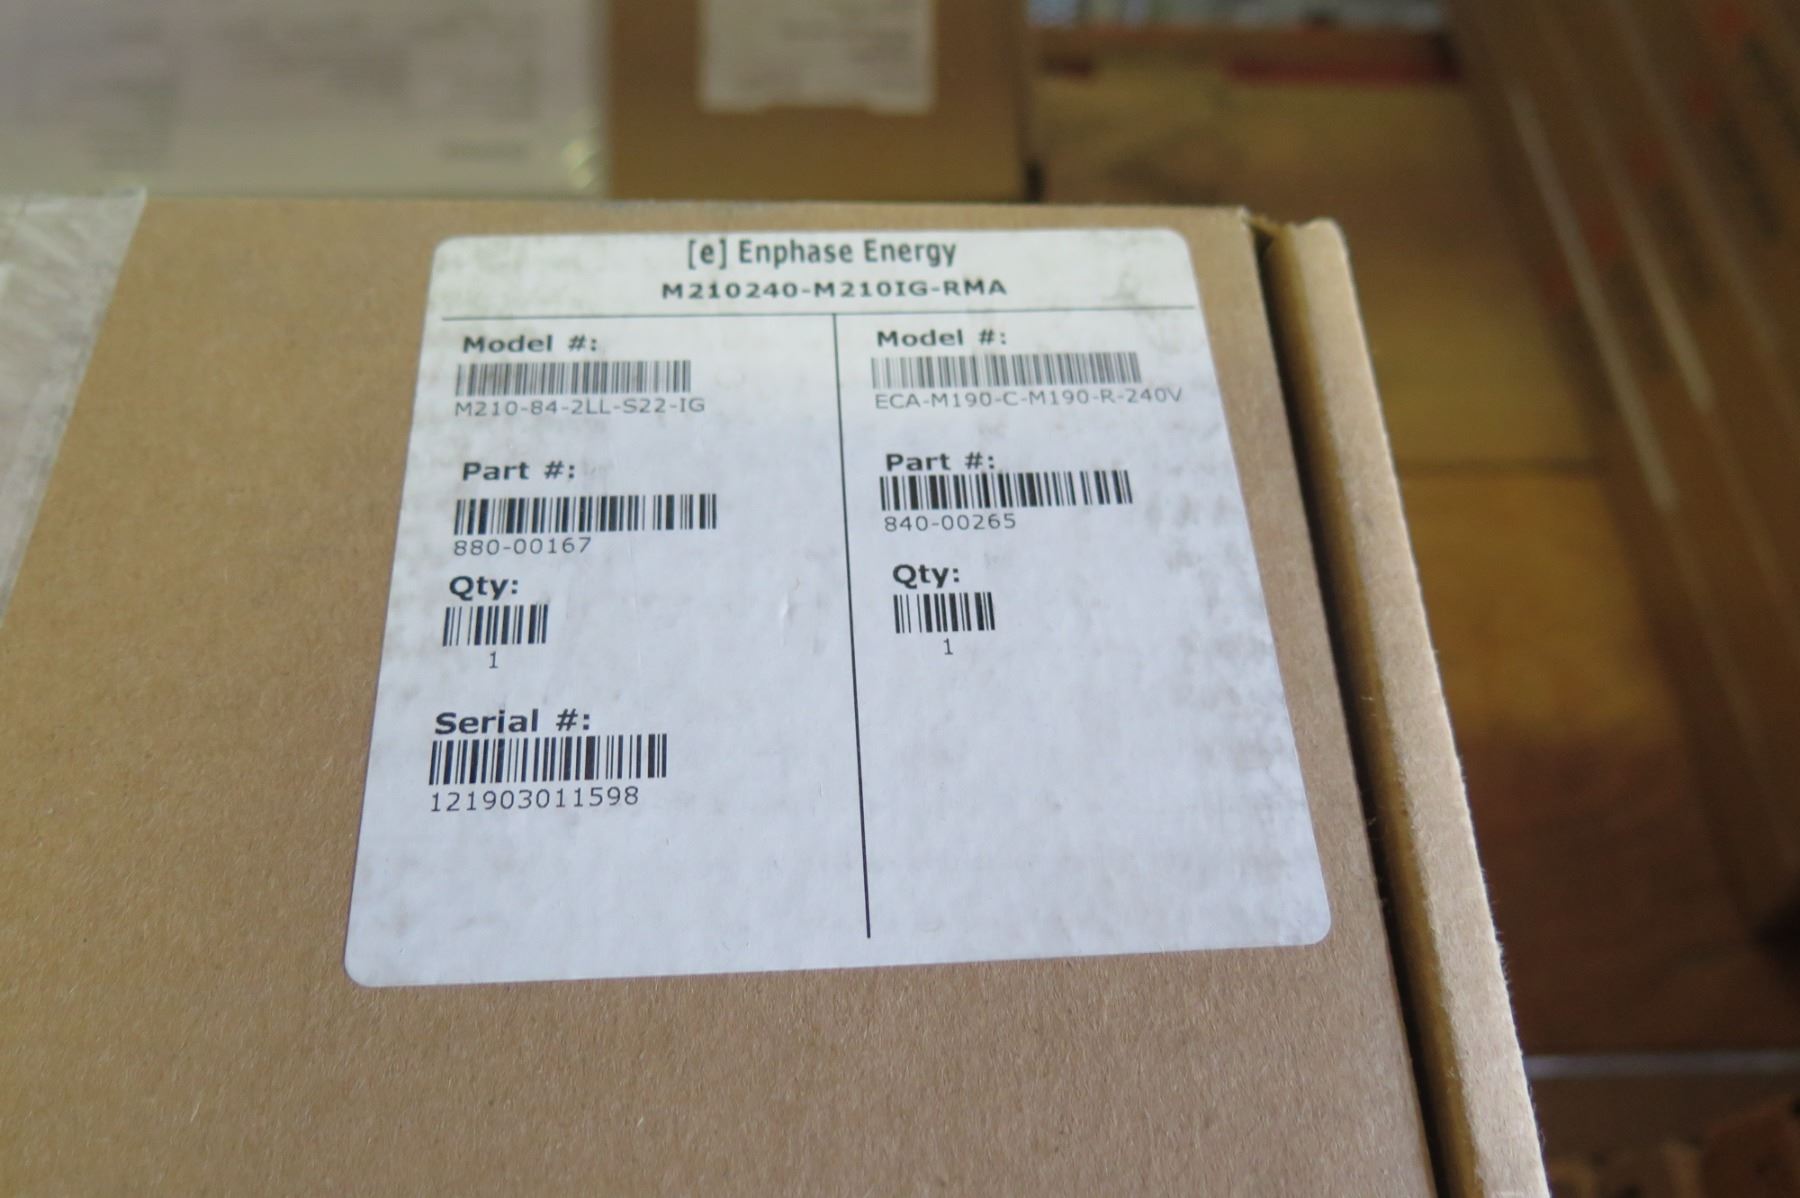 [e] Enphase Energy
M210240-M210IG-RMA
Model #:
M210-84-2LL-S22-IG
Part #:
880-00167
Qty:
1
Serial #:
121903011598
Model #:
ECA-M190-C-M190-R-240V
Part #:
840-00265
Qty:
1